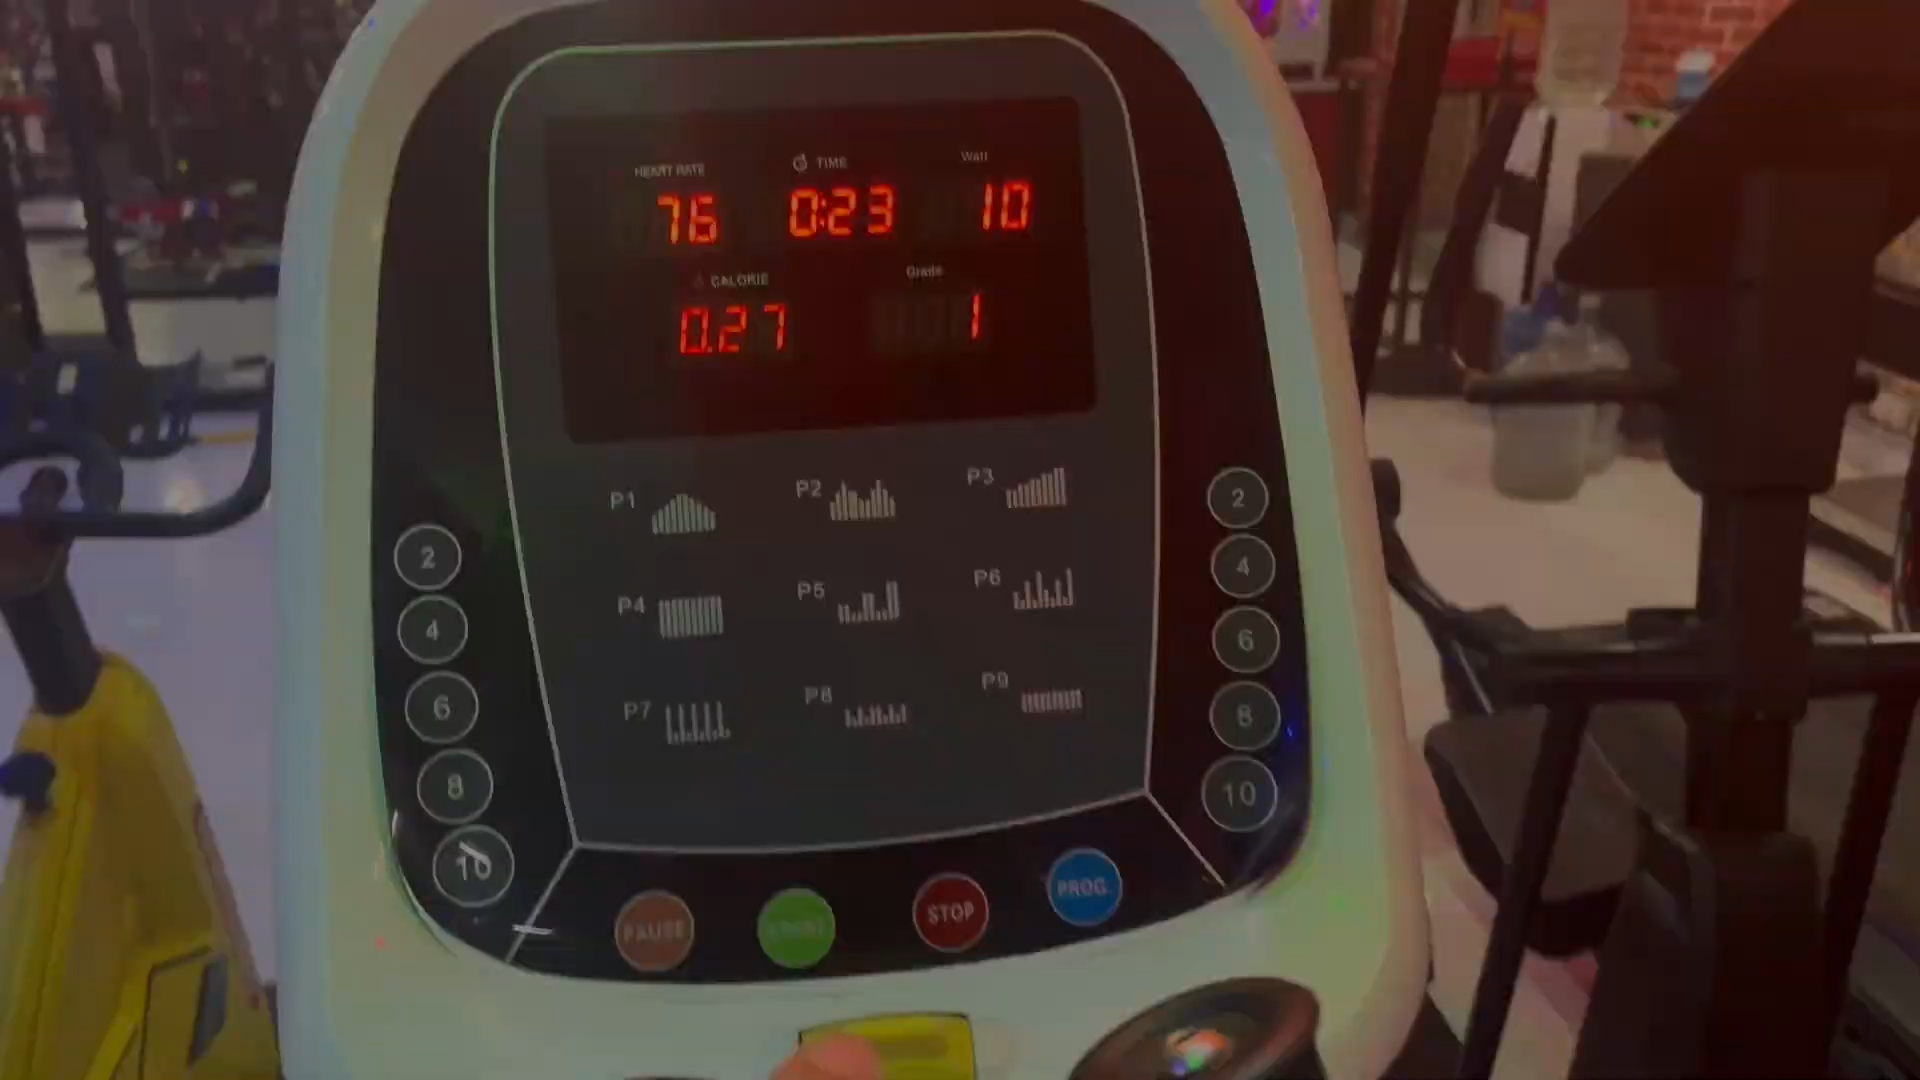 HEART RATE TIME Watt
76 0:23 10
CALORIE Grade
0.27 1
P1 P2 P3
P4 P5 P6
P7 P8 P9
2
4
6
8
10
2
4
6
8
10
PAUSE START STOP PROG.